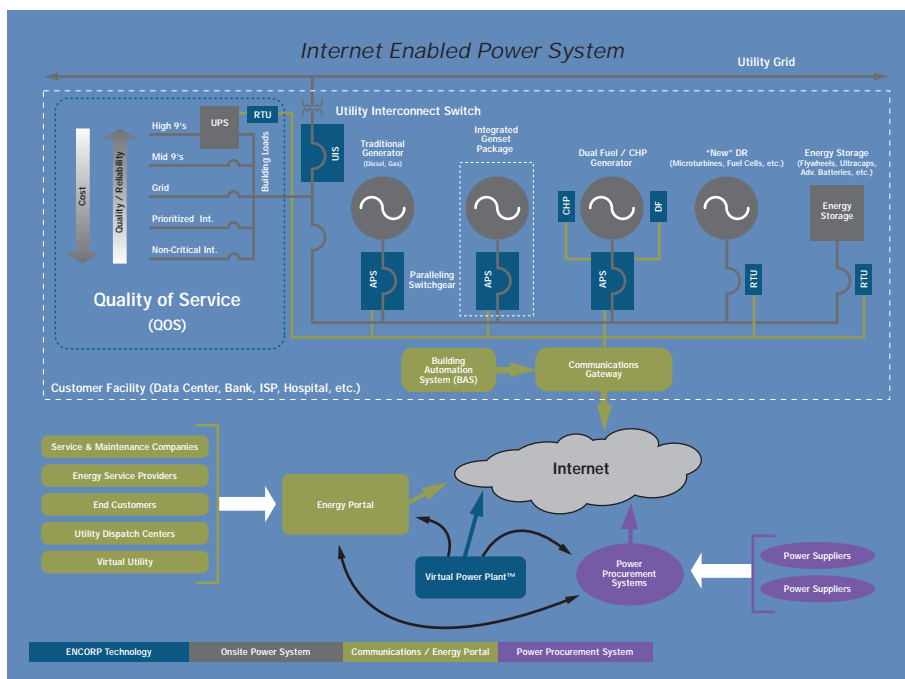 Internet Enabled Power System
Utility Grid
Utility Interconnect Switch
High 9's
Mid 9's
Grid
Prioritized Int.
Non-Critical Int.
Cost
Quality / Reliability
UPS
RTU
Building Loads
UIS
Quality of Service
(QOS)
Traditional
Generator
(Diesel, Gas)
Integrated
Genset
Package
Dual Fuel / CHP
Generator
“New” DR
(Microturbines, Fuel Cells, etc.)
Energy Storage
(Flywheels, Ultracaps,
Adv. Batteries, etc.)
CHP
DF
Energy
Storage
APS
Paralleling
Switchgear
APS
APS
RTU
RTU
Building
Automation
System (BAS)
Communications
Gateway
Customer Facility (Data Center, Bank, ISP, Hospital, etc.)
Service & Maintenance Companies
Energy Service Providers
End Customers
Utility Dispatch Centers
Virtual Utility
Energy Portal
Internet
Virtual Power Plant™
Power
Procurement
Systems
Power Suppliers
Power Suppliers
ENCORP Technology
Onsite Power System
Communications / Energy Portal
Power Procurement System